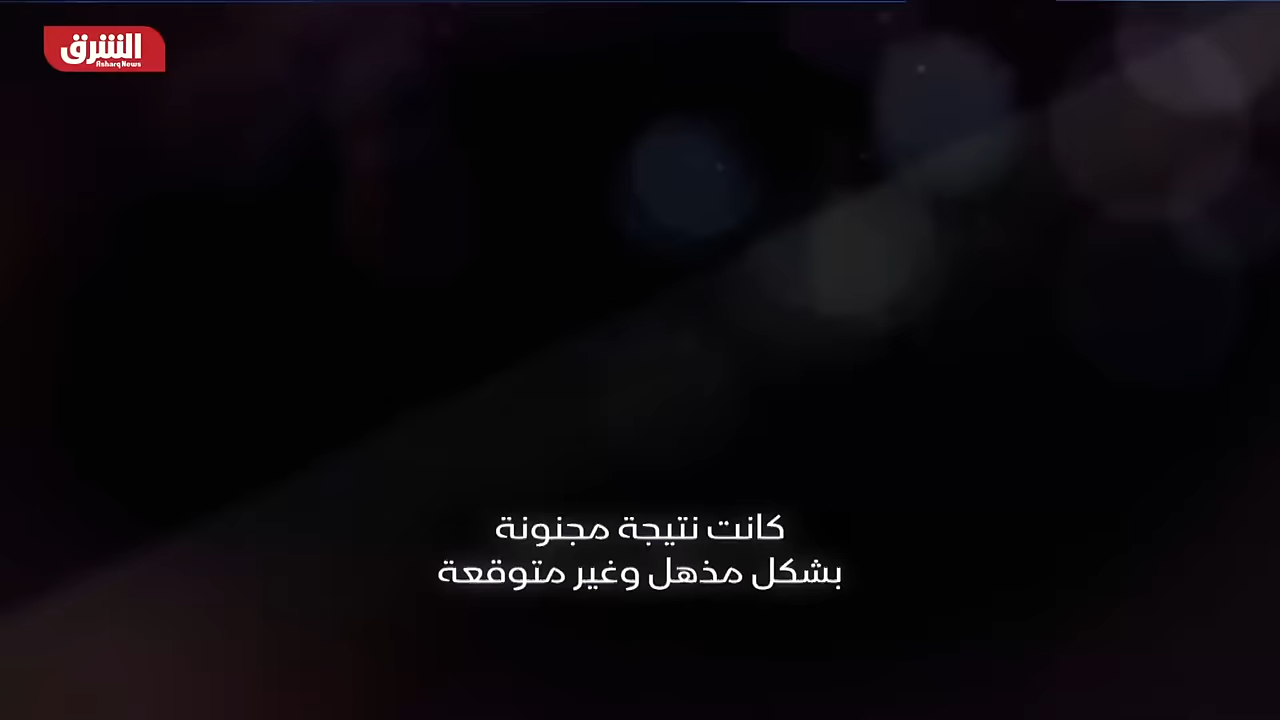 الشرق
Asharq News
كانت نتيجة مجنونة
بشكل مذهل وغير متوقعة